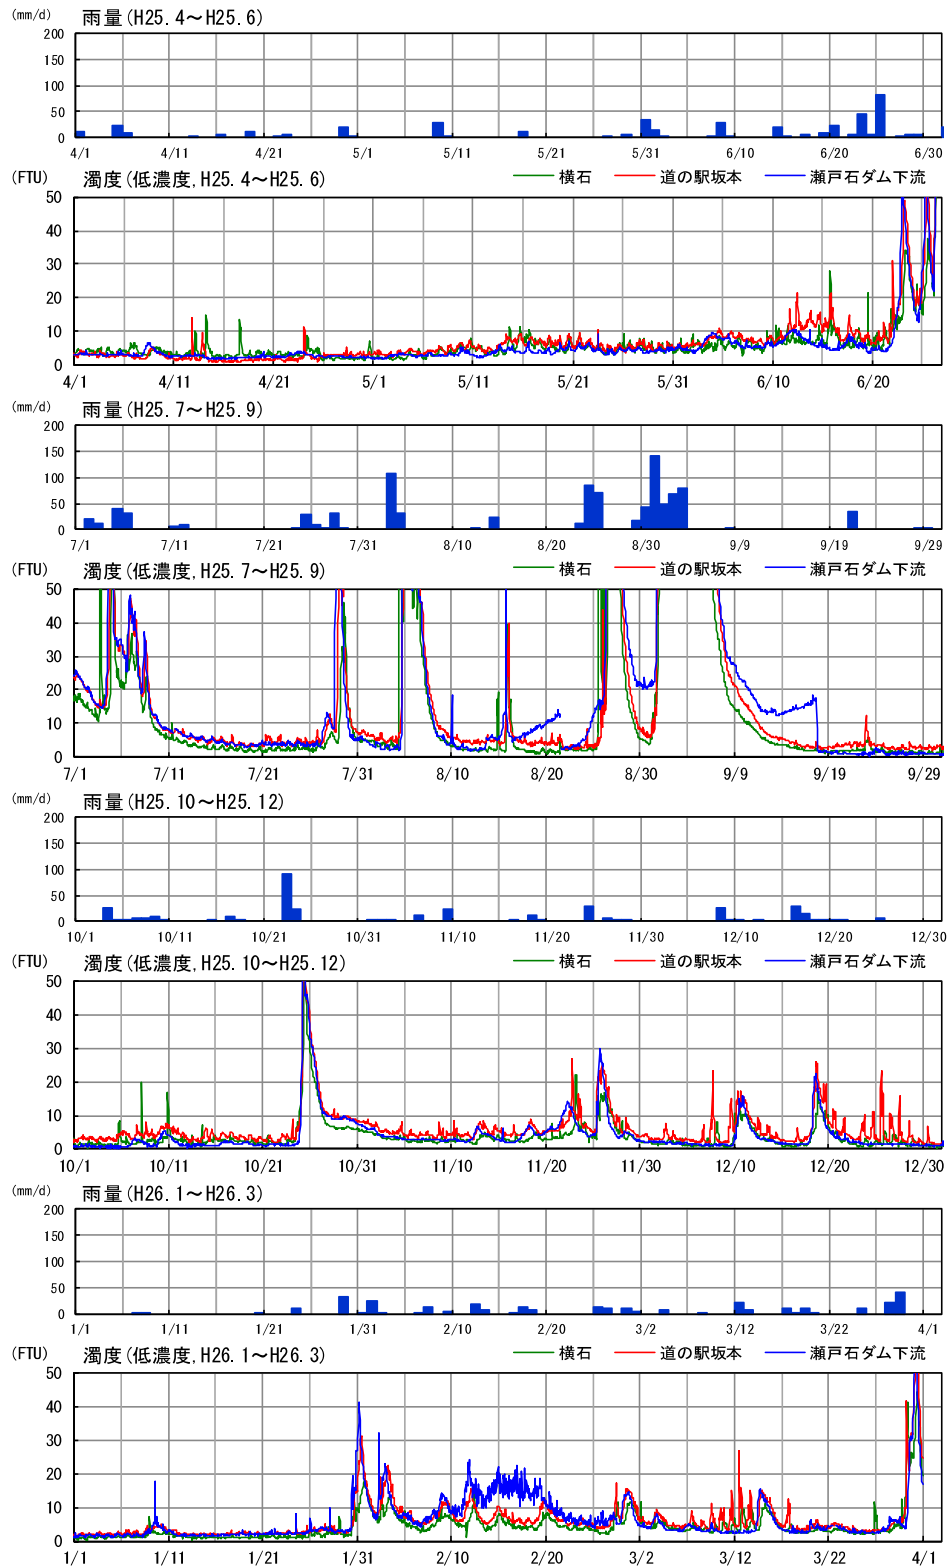 (mm/d) 雨量(H25.4～H25.6)
200
150
100
50
0
4/1 4/11 4/21 5/1 5/11 5/21 5/31 6/10 6/20 6/30
(FTU) 濁度(低濃度,H25.4～H25.6) 横石 道の駅坂本 瀬戸石ダム下流
50
40
30
20
10
0
4/1 4/11 4/21 5/1 5/11 5/21 5/31 6/10 6/20
(mm/d) 雨量(H25.7～H25.9)
200
150
100
50
0
7/1 7/11 7/21 7/31 8/10 8/20 8/30 9/9 9/19 9/29
(FTU) 濁度(低濃度,H25.7～H25.9) 横石 道の駅坂本 瀬戸石ダム下流
50
40
30
20
10
0
7/1 7/11 7/21 7/31 8/10 8/20 8/30 9/9 9/19 9/29
(mm/d) 雨量(H25.10～H25.12)
200
150
100
50
0
10/1 10/11 10/21 10/31 11/10 11/20 11/30 12/10 12/20 12/30
(FTU) 濁度(低濃度,H25.10～H25.12) 横石 道の駅坂本 瀬戸石ダム下流
50
40
30
20
10
0
10/1 10/11 10/21 10/31 11/10 11/20 11/30 12/10 12/20 12/30
(mm/d) 雨量(H26.1～H26.3)
200
150
100
50
0
1/1 1/11 1/21 1/31 2/10 2/20 3/2 3/12 3/22 4/1
(FTU) 濁度(低濃度,H26.1～H26.3) 横石 道の駅坂本 瀬戸石ダム下流
50
40
30
20
10
0
1/1 1/11 1/21 1/31 2/10 2/20 3/2 3/12 3/22 4/1